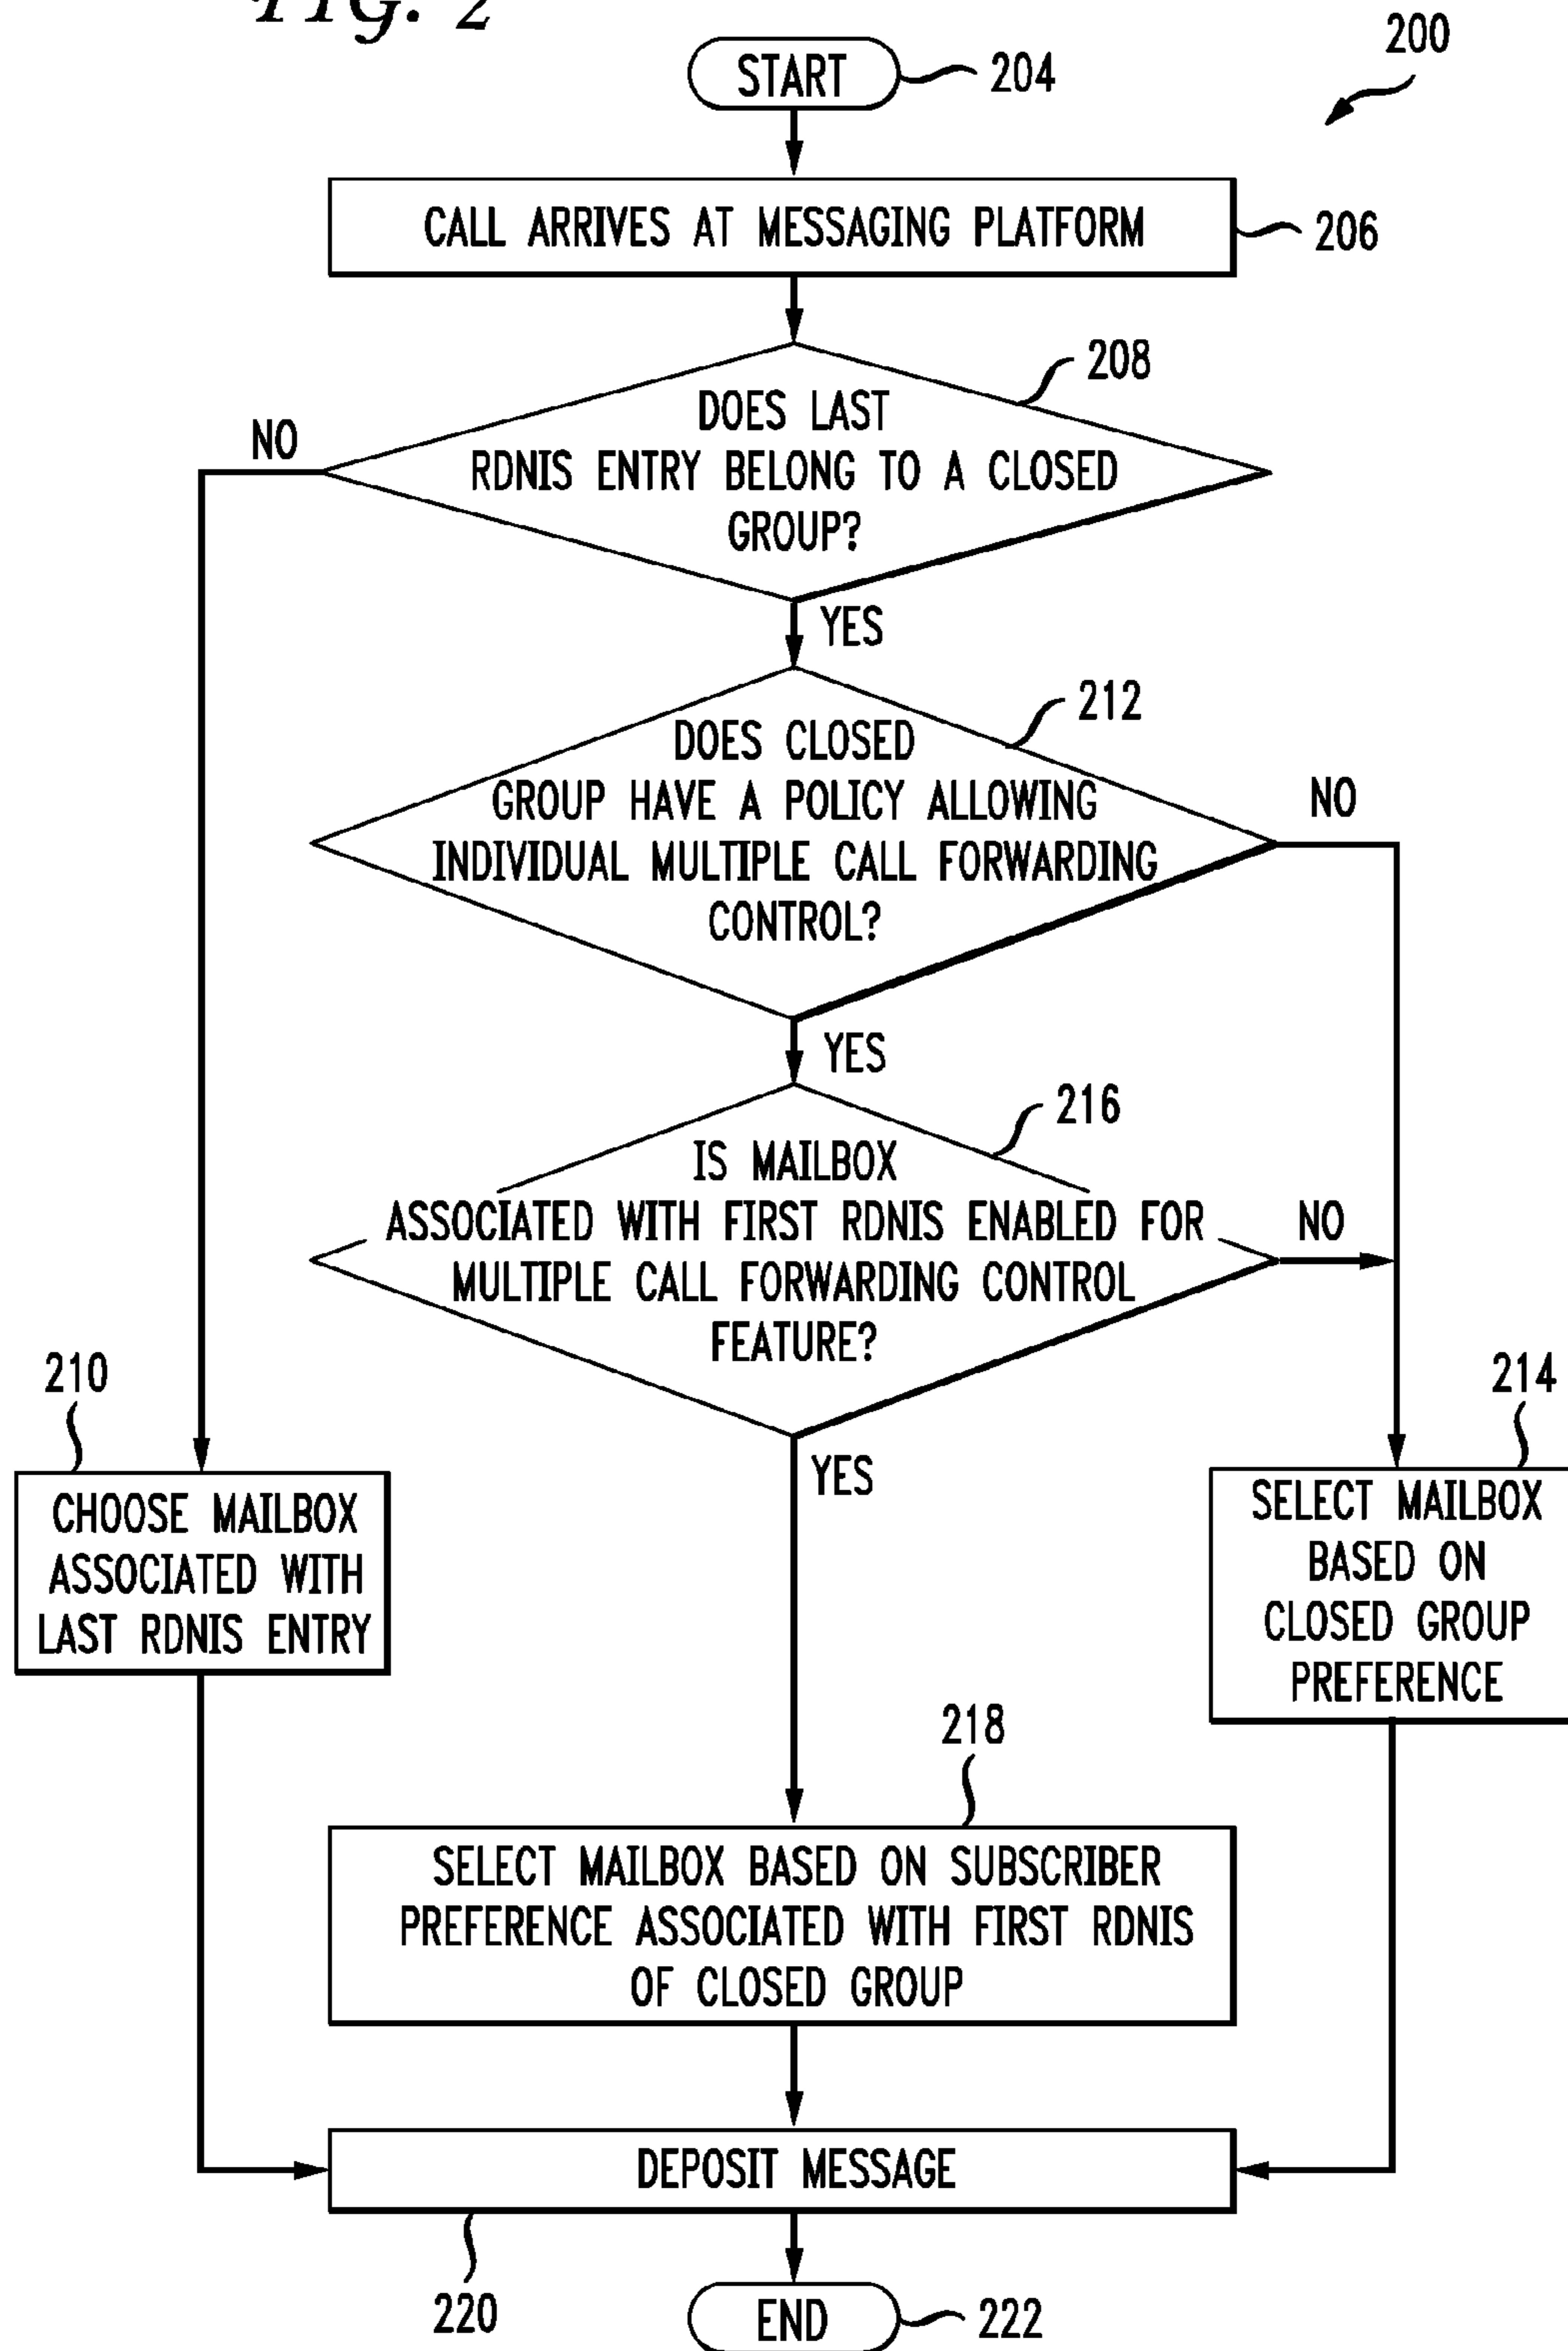 FIG. 2
200
START
204
CALL ARRIVES AT MESSAGING PLATFORM
206
208
DOES LAST
RDNIS ENTRY BELONG TO A CLOSED
GROUP?
NO
YES
212
DOES CLOSED
GROUP HAVE A POLICY ALLOWING
INDIVIDUAL MULTIPLE CALL FORWARDING
CONTROL?
NO
YES
216
IS MAILBOX
ASSOCIATED WITH FIRST RDNIS ENABLED FOR
MULTIPLE CALL FORWARDING CONTROL
FEATURE?
NO
YES
210
CHOOSE MAILBOX
ASSOCIATED WITH
LAST RDNIS ENTRY
214
SELECT MAILBOX
BASED ON
CLOSED GROUP
PREFERENCE
218
SELECT MAILBOX BASED ON SUBSCRIBER
PREFERENCE ASSOCIATED WITH FIRST RDNIS
OF CLOSED GROUP
DEPOSIT MESSAGE
220
END
222